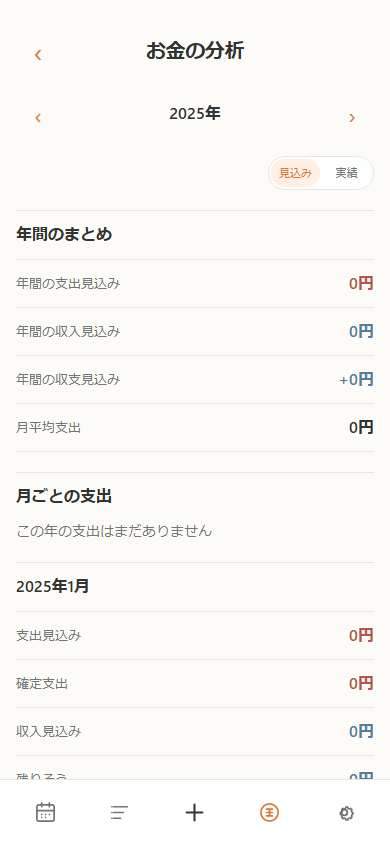 お金の分析
2025年
見込み 実績
年間のまとめ
年間の支出見込み 0円
年間の収入見込み 0円
年間の収支見込み +0円
月平均支出 0円
月ごとの支出
この年の支出はまだありません
2025年1月
支出見込み 0円
確定支出 0円
収入見込み 0円
残りそう 0円